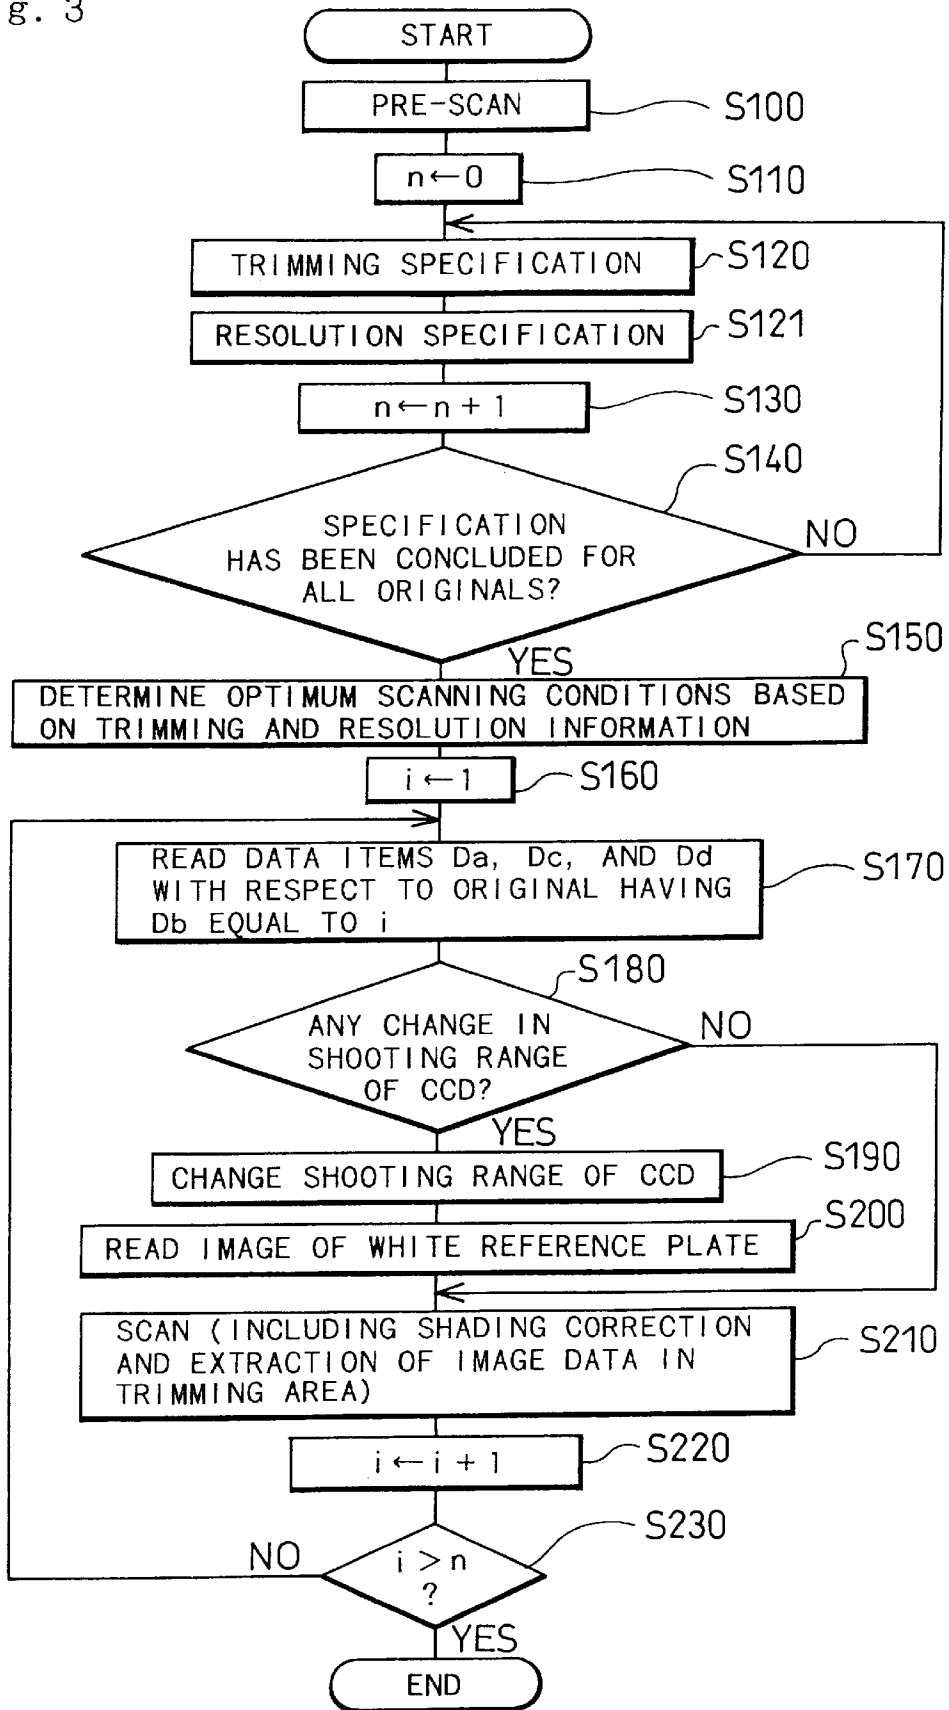 g. 3
START
PRE-SCAN
S100
n←0
S110
TRIMMING SPECIFICATION
S120
RESOLUTION SPECIFICATION
S121
n←n+1
S130
S140
SPECIFICATION
HAS BEEN CONCLUDED FOR
ALL ORIGINALS?
NO
YES
S150
DETERMINE OPTIMUM SCANNING CONDITIONS BASED
ON TRIMMING AND RESOLUTION INFORMATION
i←1
S160
READ DATA ITEMS Da, Dc, AND Dd
WITH RESPECT TO ORIGINAL HAVING
Db EQUAL TO i
S170
S180
ANY CHANGE IN
SHOOTING RANGE
OF CCD?
NO
YES
CHANGE SHOOTING RANGE OF CCD
S190
READ IMAGE OF WHITE REFERENCE PLATE
S200
SCAN (INCLUDING SHADING CORRECTION
AND EXTRACTION OF IMAGE DATA IN
TRIMMING AREA)
S210
i←i+1
S220
S230
i>n
?
NO
YES
END